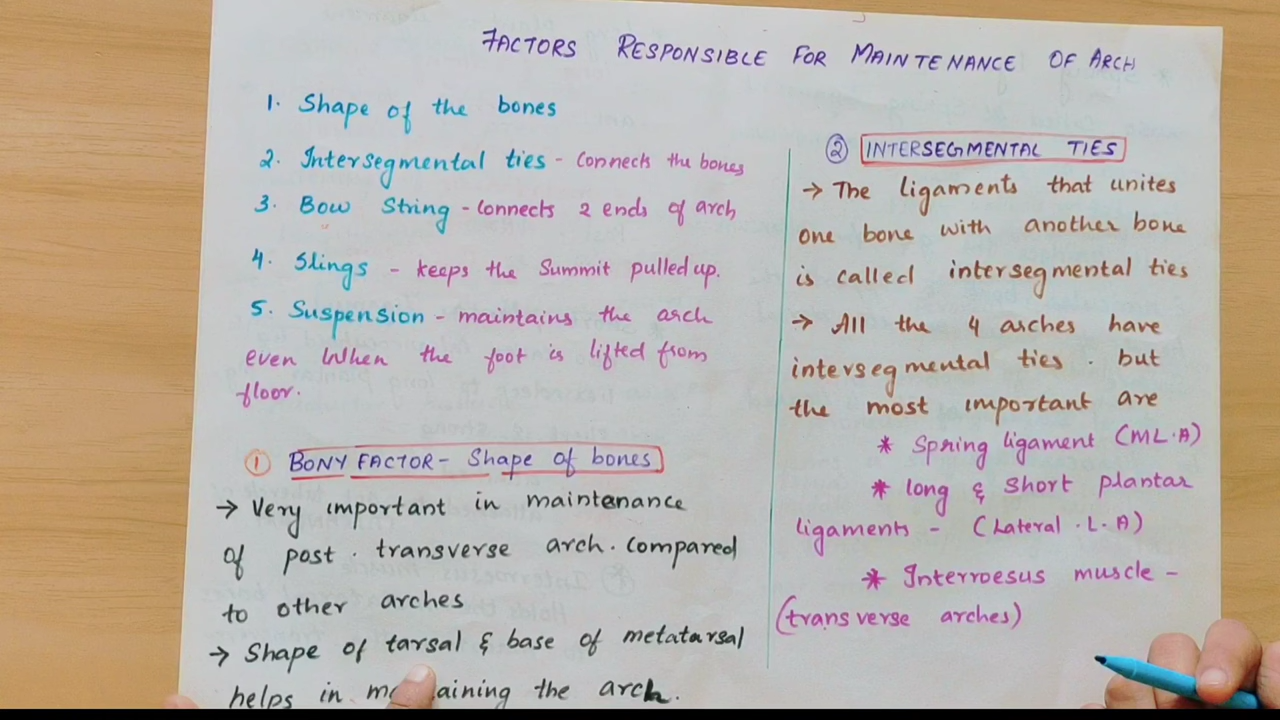 FACTORS RESPONSIBLE FOR MAINTENANCE OF ARCH
1. Shape of the bones
2. Intersegmental ties - Connects the bones
3. Bow String - Connects 2 ends of arch
4. Slings - keeps the Summit pulled up.
5. Suspension - maintains the arch
even When the foot is lifted from
floor.
① BONY FACTOR - Shape of bones
→ Very important in maintenance
of post. transverse arch. Compared
to other arches
→ Shape of tarsal & base of metatarsal
helps in the arch.
② INTERSEGMENTAL TIES
→ The ligaments that unites
one bone with another bone
is called intersegmental ties
→ All the 4 arches have
intersegmental ties. but
the most important are
* Spring ligament (ML.A)
* long & Short plantar
ligaments - (Lateral.L.A)
* Interroesus muscle -
(transverse arches)